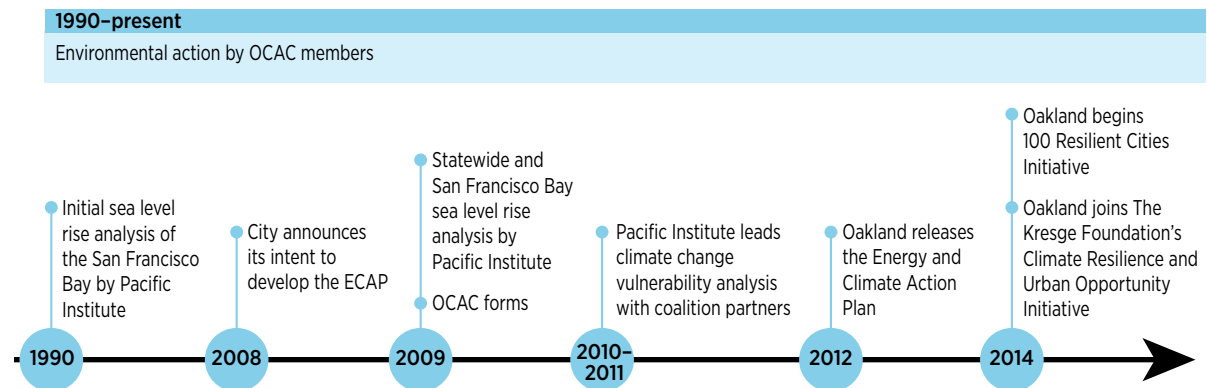 1990–present
Environmental action by OCAC members
Initial sea level
rise analysis of
the San Francisco
Bay by Pacific
Institute
City announces
its intent to
develop the ECAP
Statewide and
San Francisco Bay
sea level rise
analysis by
Pacific Institute
OCAC forms
Pacific Institute leads
climate change
vulnerability analysis
with coalition partners
Oakland releases
the Energy and
Climate Action
Plan
Oakland begins
100 Resilient Cities
Initiative
Oakland joins The
Kresge Foundation’s
Climate Resilience and
Urban Opportunity
Initiative
1990
2008
2009
2010–
2011
2012
2014